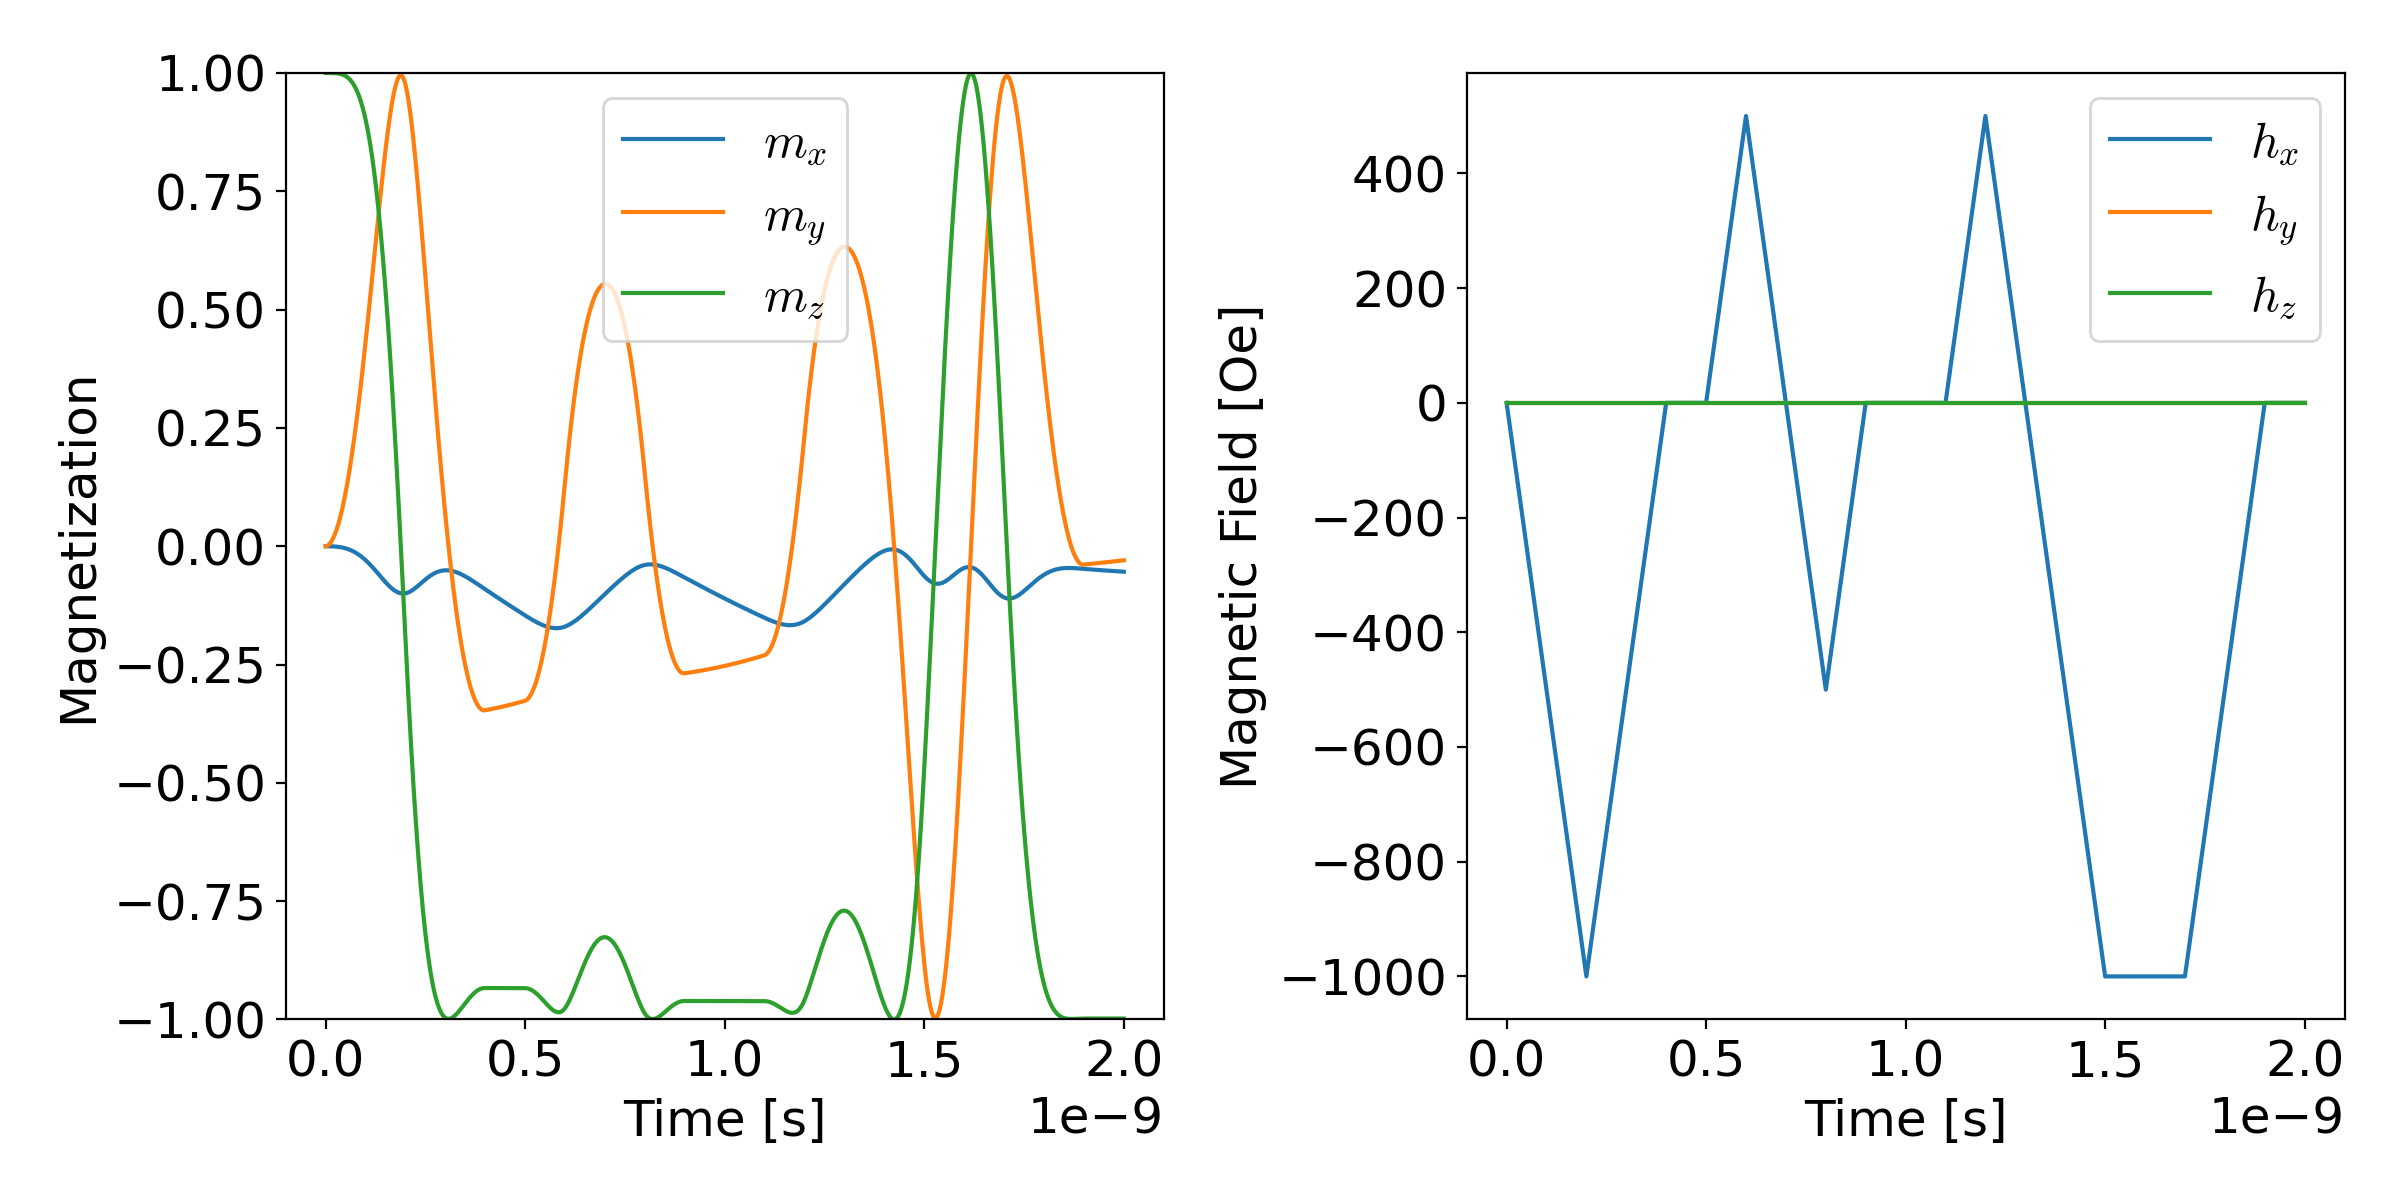 Magnetization
1.00
0.75
0.50
0.25
0.00
−0.25
−0.50
−0.75
−1.00
m_x
m_y
m_z
0.0 0.5 1.0 1.5 2.0
Time [s]
1e−9
Magnetic Field [Oe]
400
200
0
−200
−400
−600
−800
−1000
h_x
h_y
h_z
0.0 0.5 1.0 1.5 2.0
Time [s]
1e−9